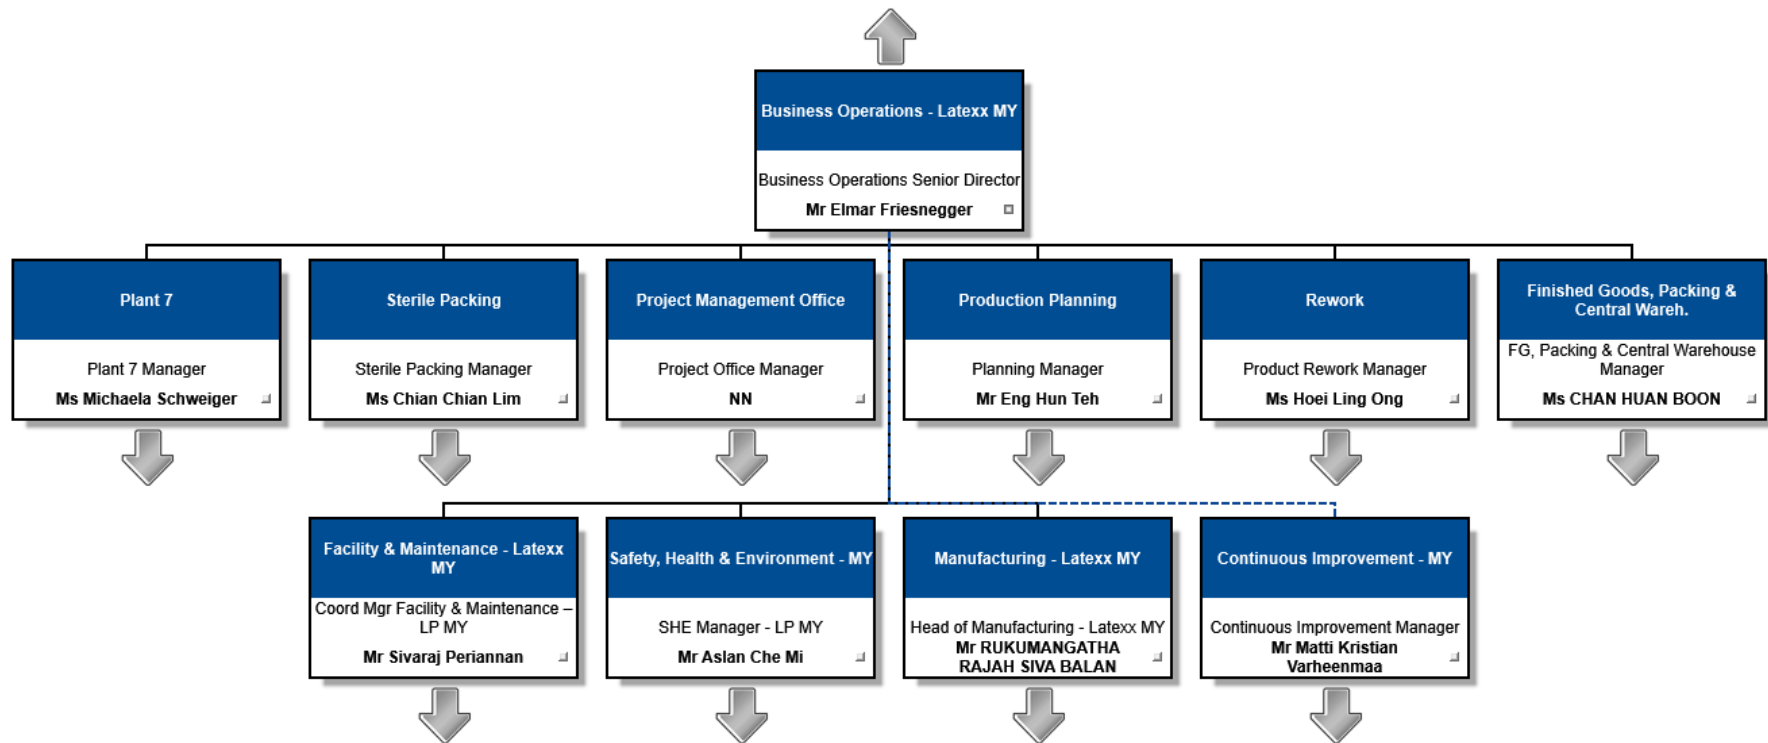 Business Operations - Latexx MY
Business Operations Senior Director
Mr Elmar Friesnegger
Plant 7
Plant 7 Manager
Ms Michaela Schweiger
Sterile Packing
Sterile Packing Manager
Ms Chian Chian Lim
Project Management Office
Project Office Manager
NN
Production Planning
Planning Manager
Mr Eng Hun Teh
Rework
Product Rework Manager
Ms Hoei Ling Ong
Finished Goods, Packing &
Central Wareh.
FG, Packing & Central Warehouse
Manager
Ms CHAN HUAN BOON
Facility & Maintenance - Latexx
MY
Coord Mgr Facility & Maintenance –
LP MY
Mr Sivaraj Periannan
Safety, Health & Environment - MY
SHE Manager - LP MY
Mr Aslan Che Mi
Manufacturing - Latexx MY
Head of Manufacturing - Latexx MY
Mr RUKUMANGATHA
RAJAH SIVA BALAN
Continuous Improvement - MY
Continuous Improvement Manager
Mr Matti Kristian
Varheenmaa